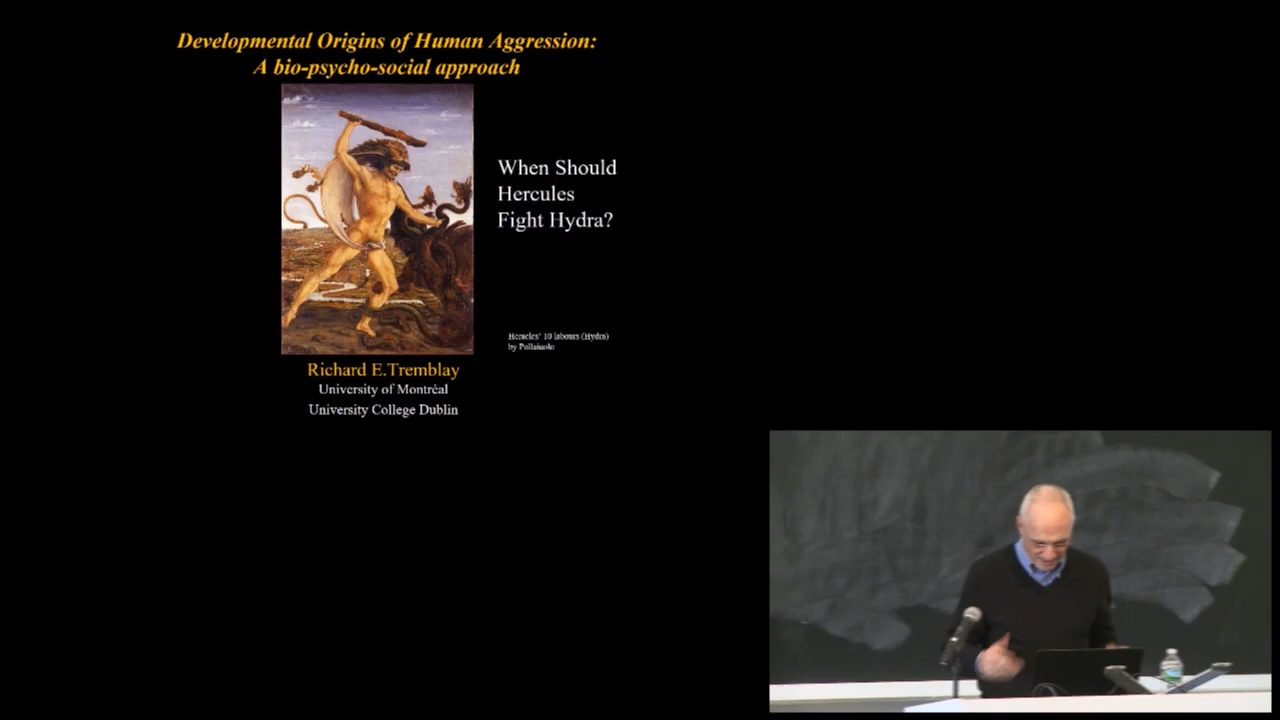 Developmental Origins of Human Aggression:
A bio-psycho-social approach
When Should
Hercules
Fight Hydra?
Heracles' 10 labours (Hydra)
by Pollaiuolo
Richard E.Tremblay
University of Montréal
University College Dublin